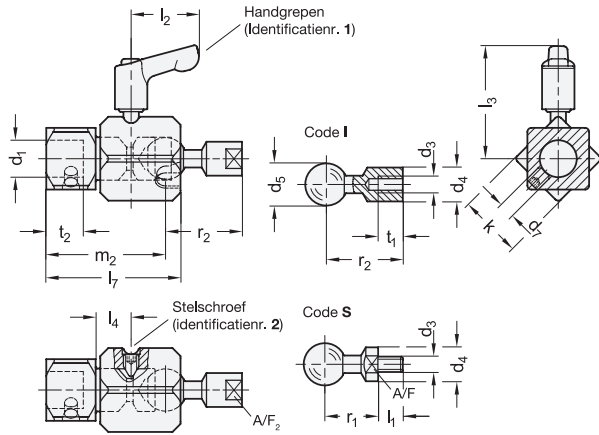 l₂
Handgrepen
(Identificatienr. 1)
l₃
d₁
t₂
m₂
l₇
r₂
Code I
d₅
d₃
d₄
t₁
r₂
k
d₇
l₄
Stelschroef
(identificatienr. 2)
A/F₂
Code S
d₃
d₄
A/F
r₁
l₁